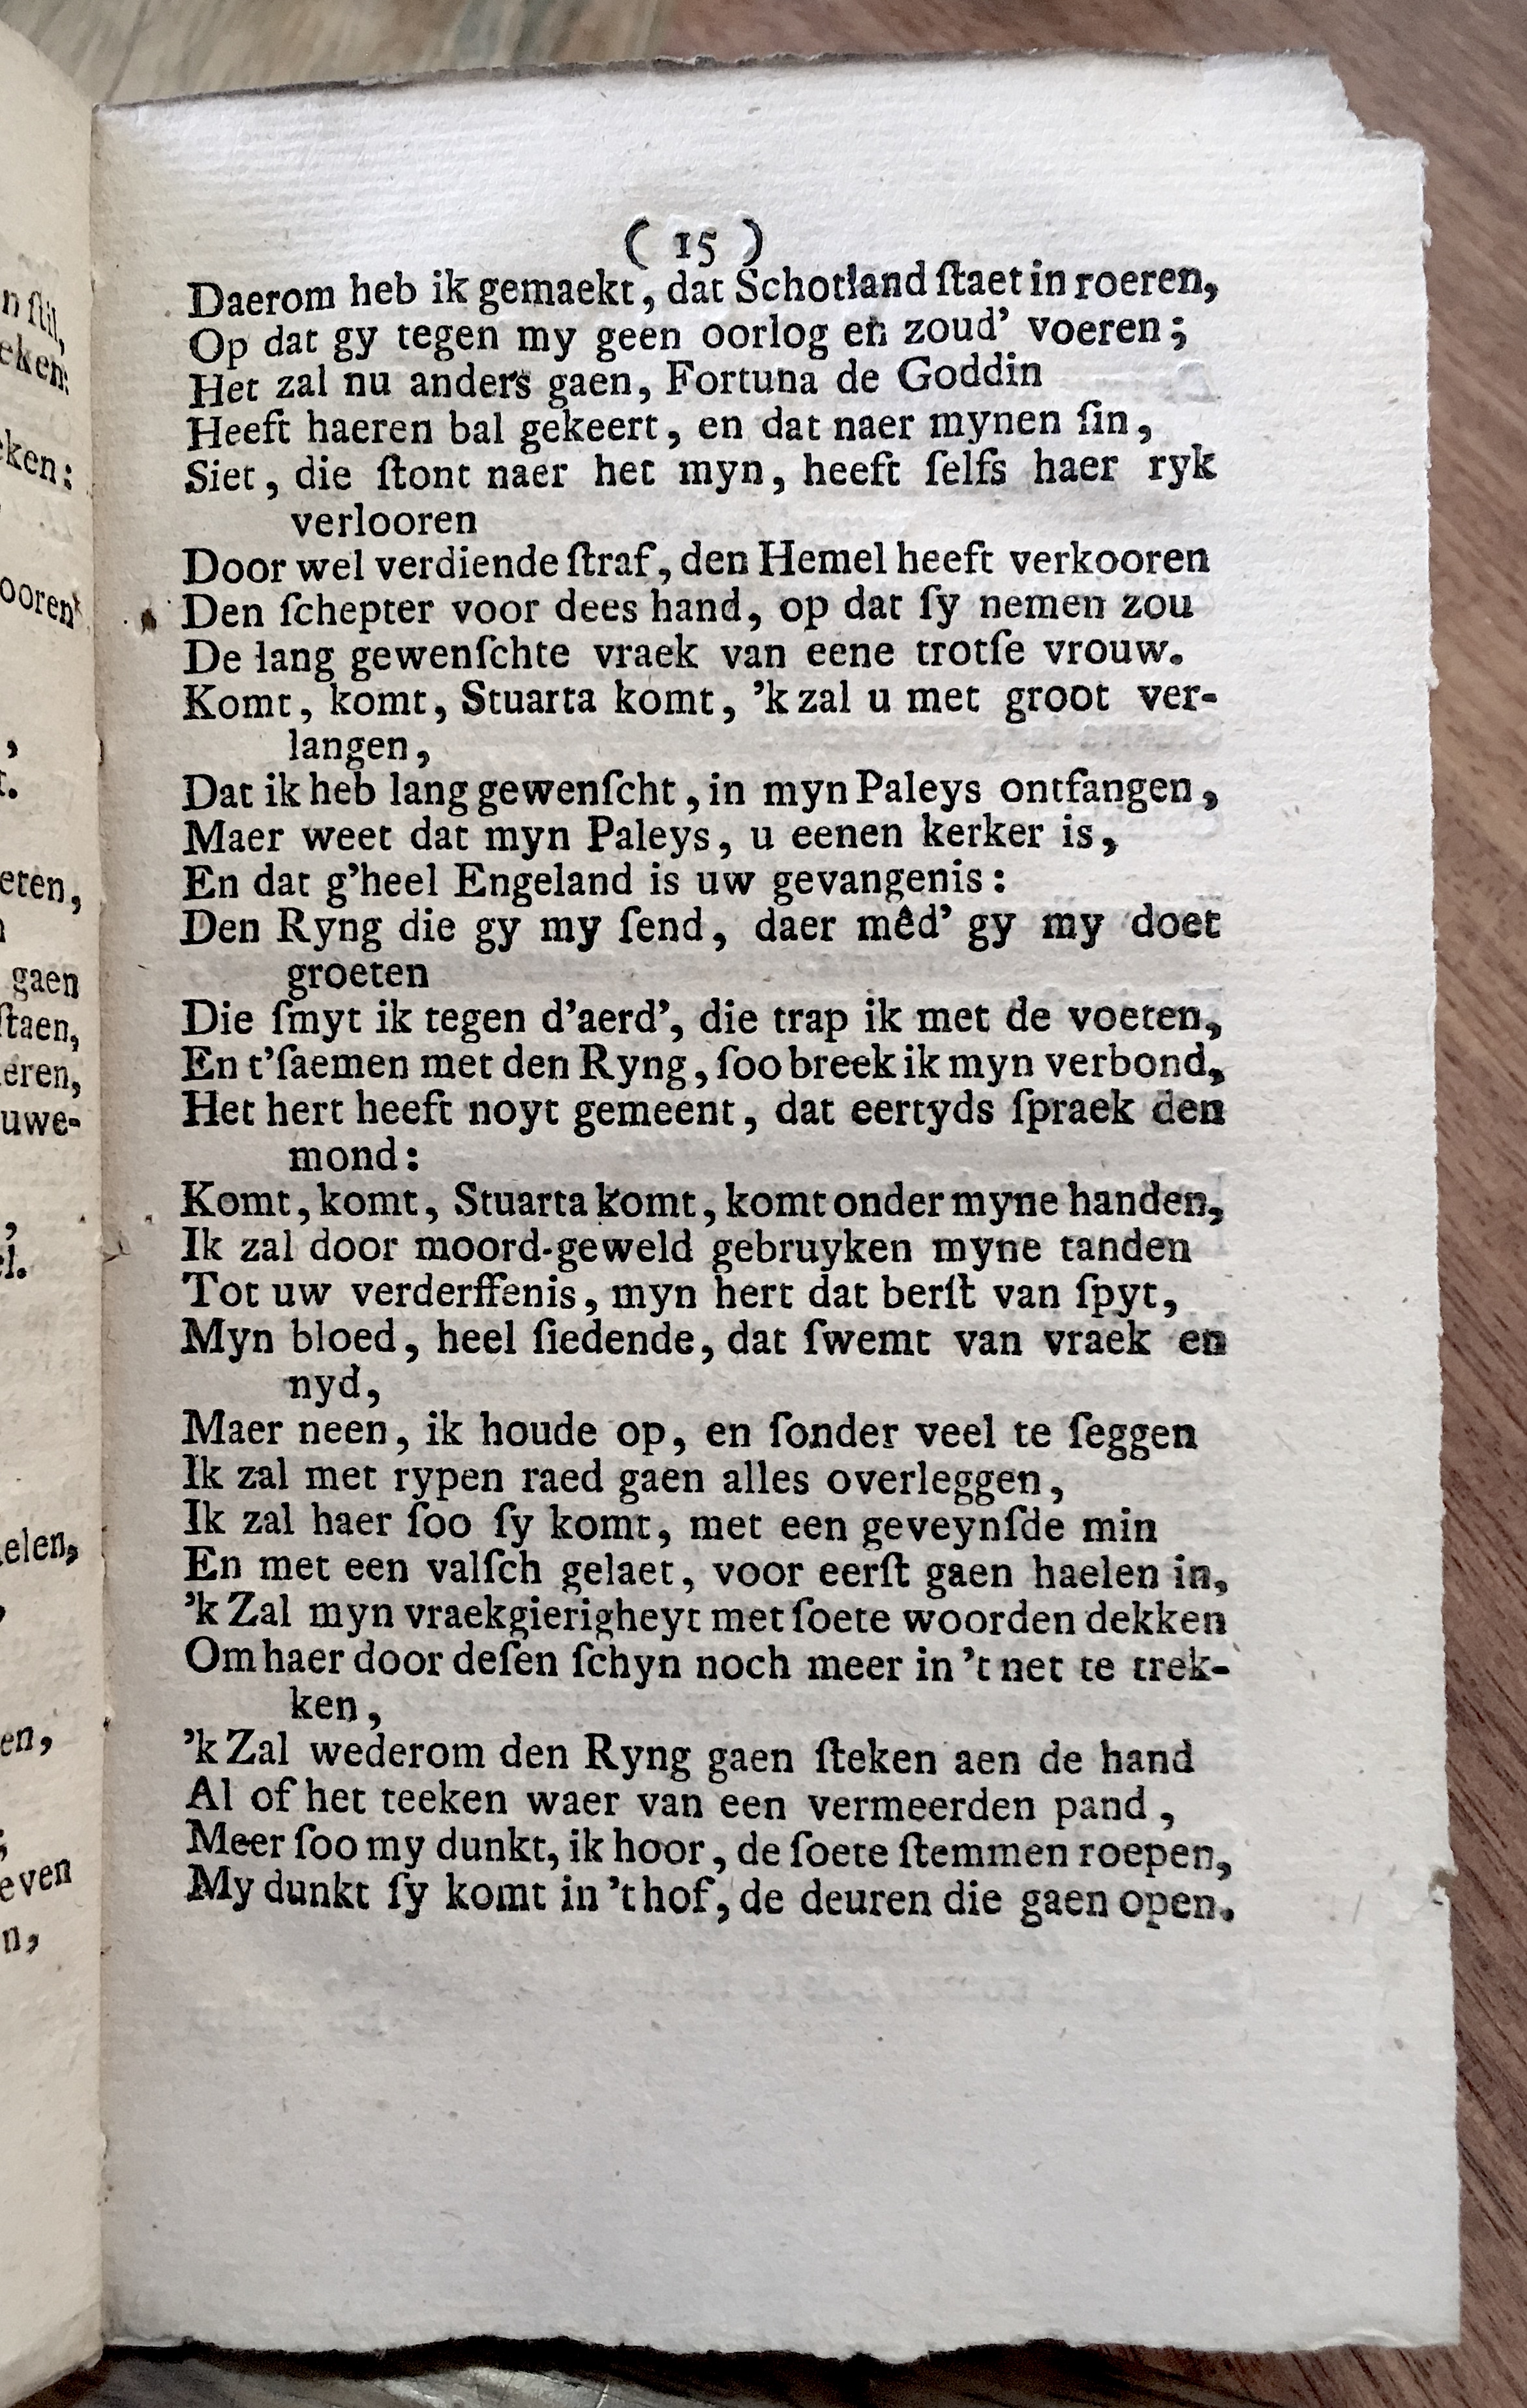 ( 15 )
Daerom heb ik gemaekt, dat Schotland ſtaet in roeren,
Op dat gy tegen my geen oorlog en zoud' voeren;
Het zal nu anders gaen, Fortuna de Goddin
Heeft haeren bal gekeert, en dat naer mynen ſin,
Siet, die ſtont naer het myn, heeft ſelfs haer ryk
verlooren
Door wel verdiende ſtraf, den Hemel heeft verkooren
Den ſchepter voor dees hand, op dat ſy nemen zou
De lang gewenſchte vraek van eene trotſe vrouw.
Komt, komt, Stuarta komt, 'k zal u met groot ver-
langen,
Dat ik heb lang gewenſcht, in myn Paleys ontfangen,
Maer weet dat myn Paleys, u eenen kerker is,
En dat g'heel Engeland is uw gevangenis:
Den Ryng die gy my ſend, daer mêd' gy my doet
groeten
Die ſmyt ik tegen d'aerd', die trap ik met de voeten,
En t'ſaemen met den Ryng, ſoo breek ik myn verbond,
Het hert heeft noyt gemeent, dat eertyds ſpraek den
mond:
Komt, komt, Stuarta komt, komt onder myne handen,
Ik zal door moord-geweld gebruyken myne tanden
Tot uw verderffenis, myn hert dat berſt van ſpyt,
Myn bloed, heel ſiedende, dat ſwemt van vraek en
nyd,
Maer neen, ik houde op, en ſonder veel te ſeggen
Ik zal met rypen raed gaen alles overleggen,
Ik zal haer ſoo ſy komt, met een geveynſde min
En met een valſch gelaet, voor eerſt gaen haelen in,
'k Zal myn vraekgierigheyt met ſoete woorden dekken
Om haer door deſen ſchyn noch meer in 't net te trek-
ken,
'k Zal wederom den Ryng gaen ſteken aen de hand
Al of het teeken waer van een vermeerden pand,
Meer ſoo my dunkt, ik hoor, de ſoete ſtemmen roepen,
My dunkt ſy komt in 't hof, de deuren die gaen open.